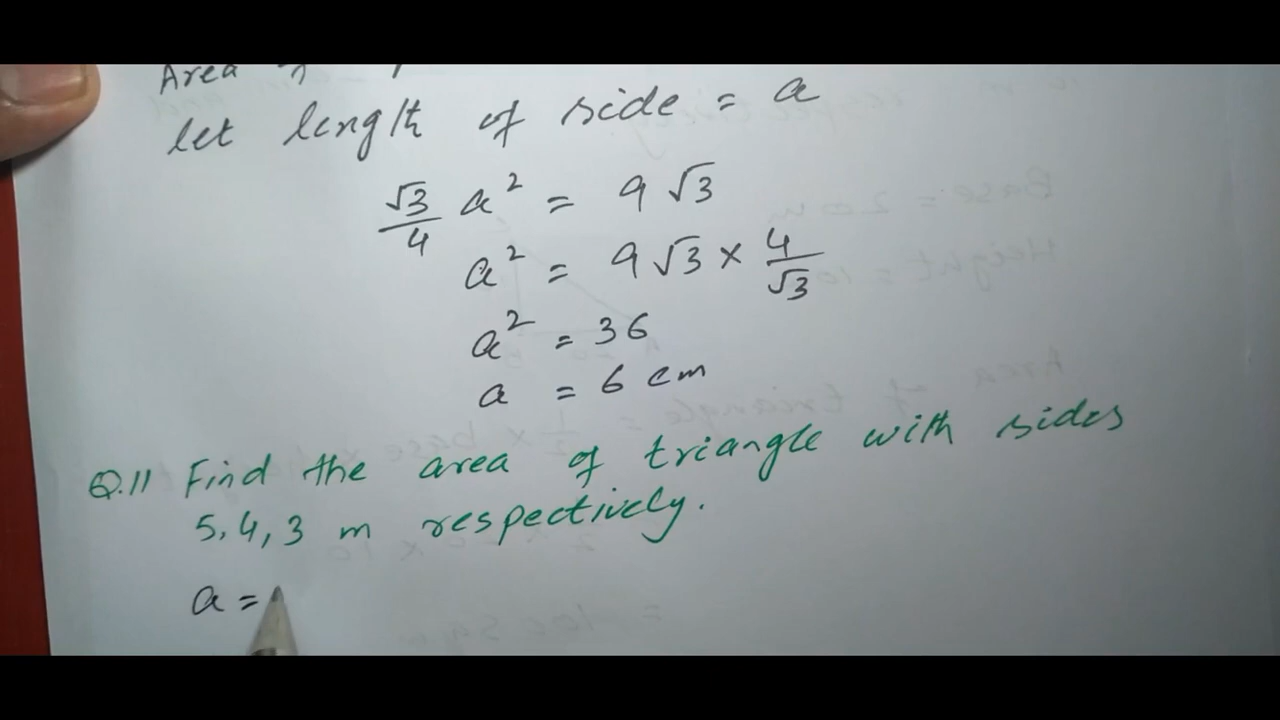 Area
let length of side = a
√3/4 a² = 9√3
a² = 9√3 × 4/√3
a² = 36
a = 6 cm
Q.11 Find the area of triangle with sides
5, 4, 3 m respectively.
a =